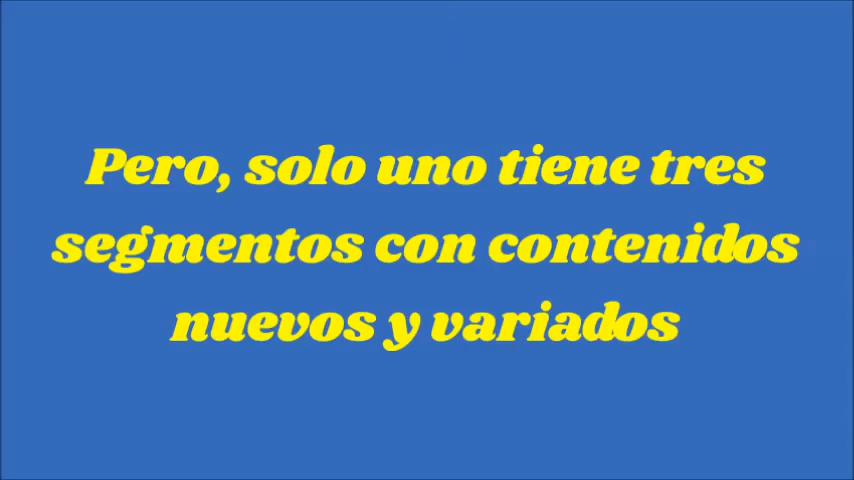 Pero, solo uno tiene tres
segmentos con contenidos
nuevos y variados